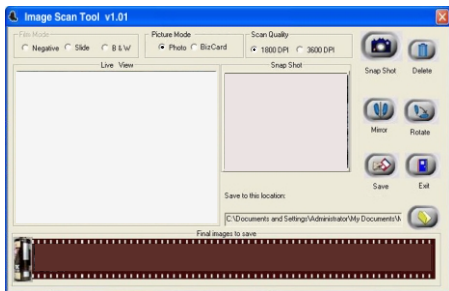 Image Scan Tool v1.01
Film Mode
Negative Slide B & W
Picture Mode
Photo BizCard
Scan Quality
1800 DPI 3600 DPI
Live View
Snap Shot
Snap Shot Delete
Mirror Rotate
Save Exit
Save to this location:
C:\Documents and Settings\Administrator\My Documents\
Final images to save